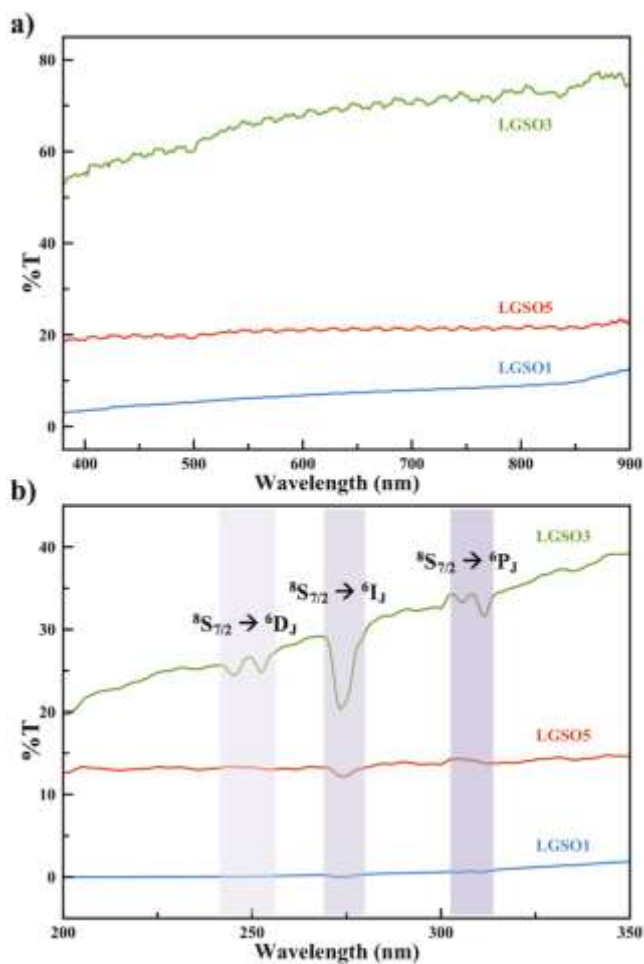 a)
80
60
40
20
0
%T
LGSO3
LGSO5
LGSO1
400 500 600 700 800 900
Wavelength (nm)
b)
40
30
20
10
0
%T
LGSO3
⁸S₇/₂ → ⁶P_J
⁸S₇/₂ → ⁶I_J
⁸S₇/₂ → ⁶D_J
LGSO5
LGSO1
200 250 300 350
Wavelength (nm)